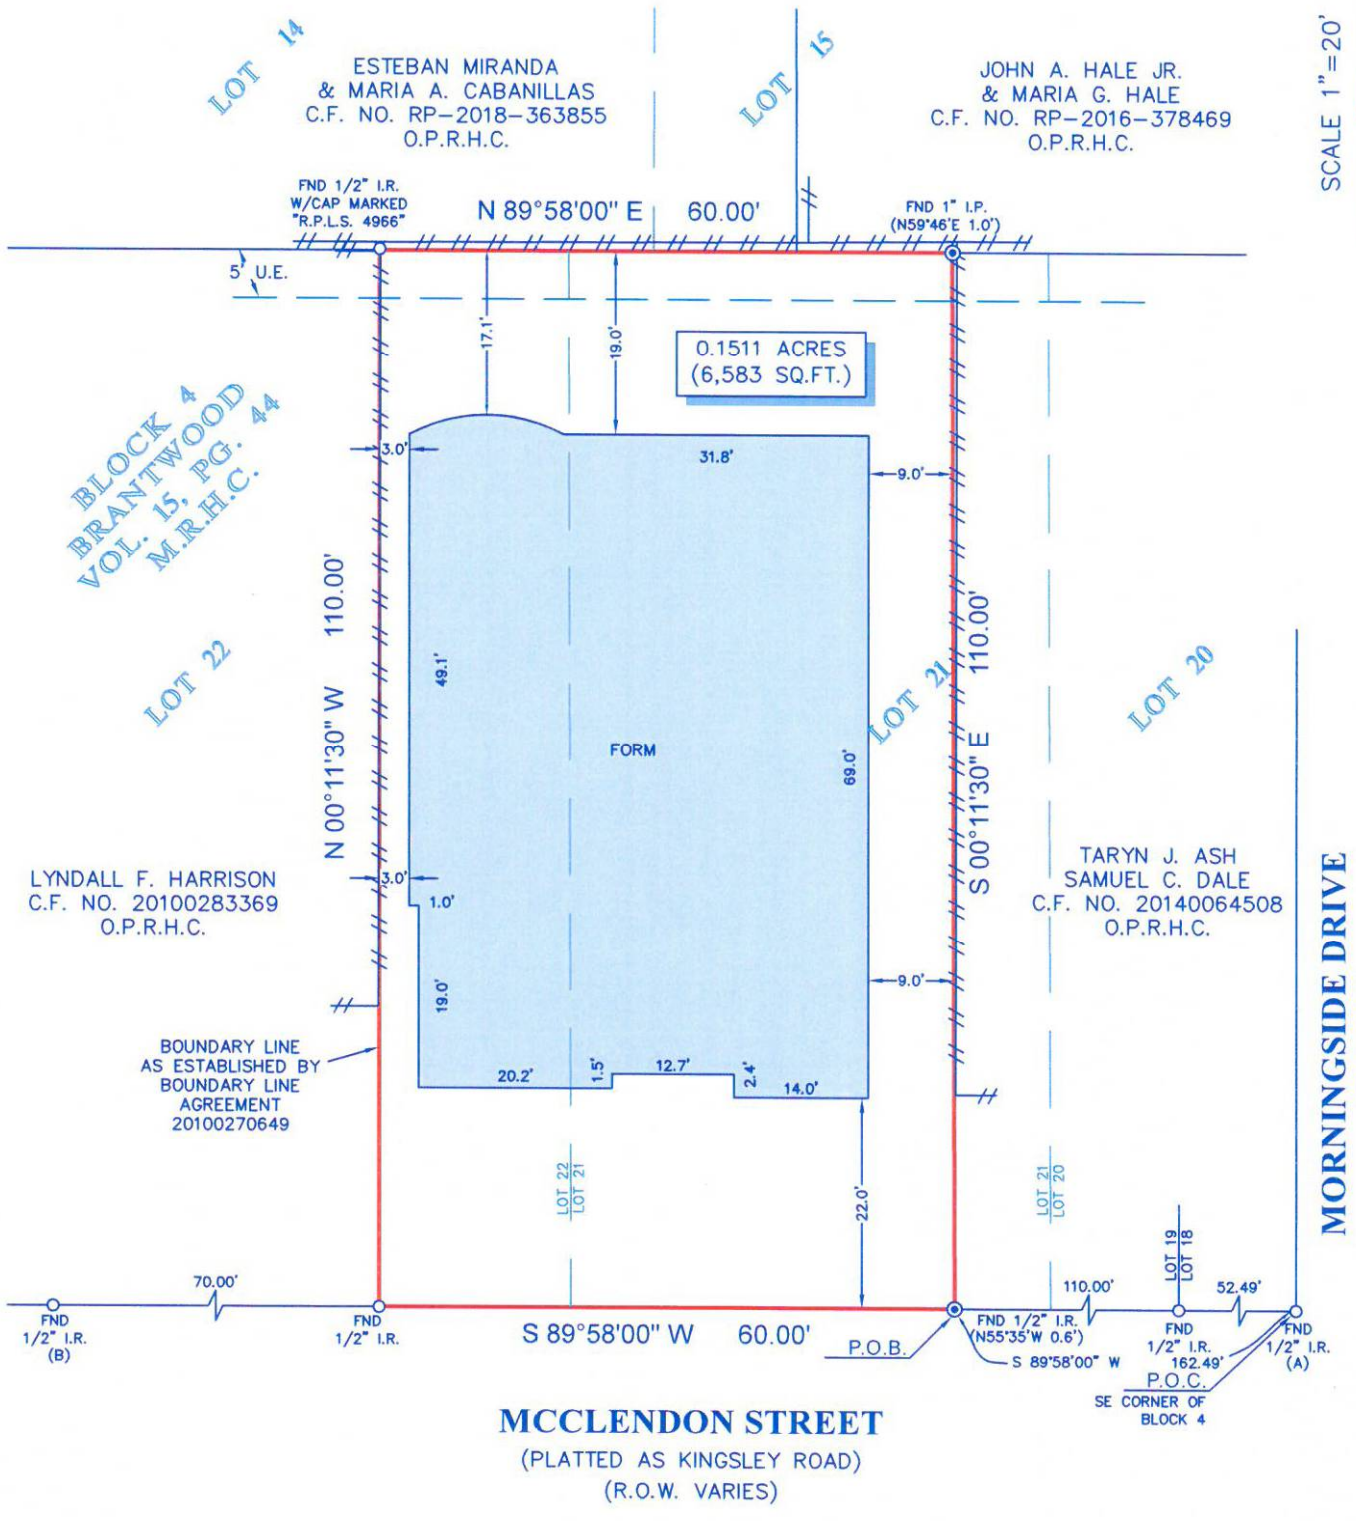 LOT 14
ESTEBAN MIRANDA
& MARIA A. CABANILLAS
C.F. NO. RP-2018-363855
O.P.R.H.C.
LOT 15
JOHN A. HALE JR.
& MARIA G. HALE
C.F. NO. RP-2016-378469
O.P.R.H.C.
SCALE 1"=20'
FND 1/2" I.R.
W/CAP MARKED
"R.P.L.S. 4966"
N 89°58'00" E 60.00'
FND 1" I.P.
(N59°46'E 1.0')
5' U.E.
17.1'
19.0'
0.1511 ACRES
(6,583 SQ.FT.)
BLOCK 4
BRANTWOOD
VOL. 15, PG. 44
M.R.H.C.
3.0'
31.8'
9.0'
N 00°11'30" W 110.00'
49.1'
LOT 22
FORM
69.0'
LOT 21
S 00°11'30" E 110.00'
LOT 20
LYNDALL F. HARRISON
C.F. NO. 20100283369
O.P.R.H.C.
3.0'
1.0'
19.0'
9.0'
TARYN J. ASH
SAMUEL C. DALE
C.F. NO. 20140064508
O.P.R.H.C.
MORNINGSIDE DRIVE
BOUNDARY LINE
AS ESTABLISHED BY
BOUNDARY LINE
AGREEMENT
20100270649
20.2'
1.5'
12.7'
2.4'
14.0'
22.0'
LOT 22
LOT 21
LOT 21
LOT 20
LOT 19
LOT 18
70.00'
110.00'
52.49'
FND
1/2" I.R.
(B)
FND
1/2" I.R.
S 89°58'00" W 60.00'
P.O.B.
FND 1/2" I.R.
(N55°35'W 0.6')
S 89°58'00" W
FND
1/2" I.R.
162.49'
FND
1/2" I.R.
(A)
P.O.C.
SE CORNER OF
BLOCK 4
MCCLENDON STREET
(PLATTED AS KINGSLEY ROAD)
(R.O.W. VARIES)